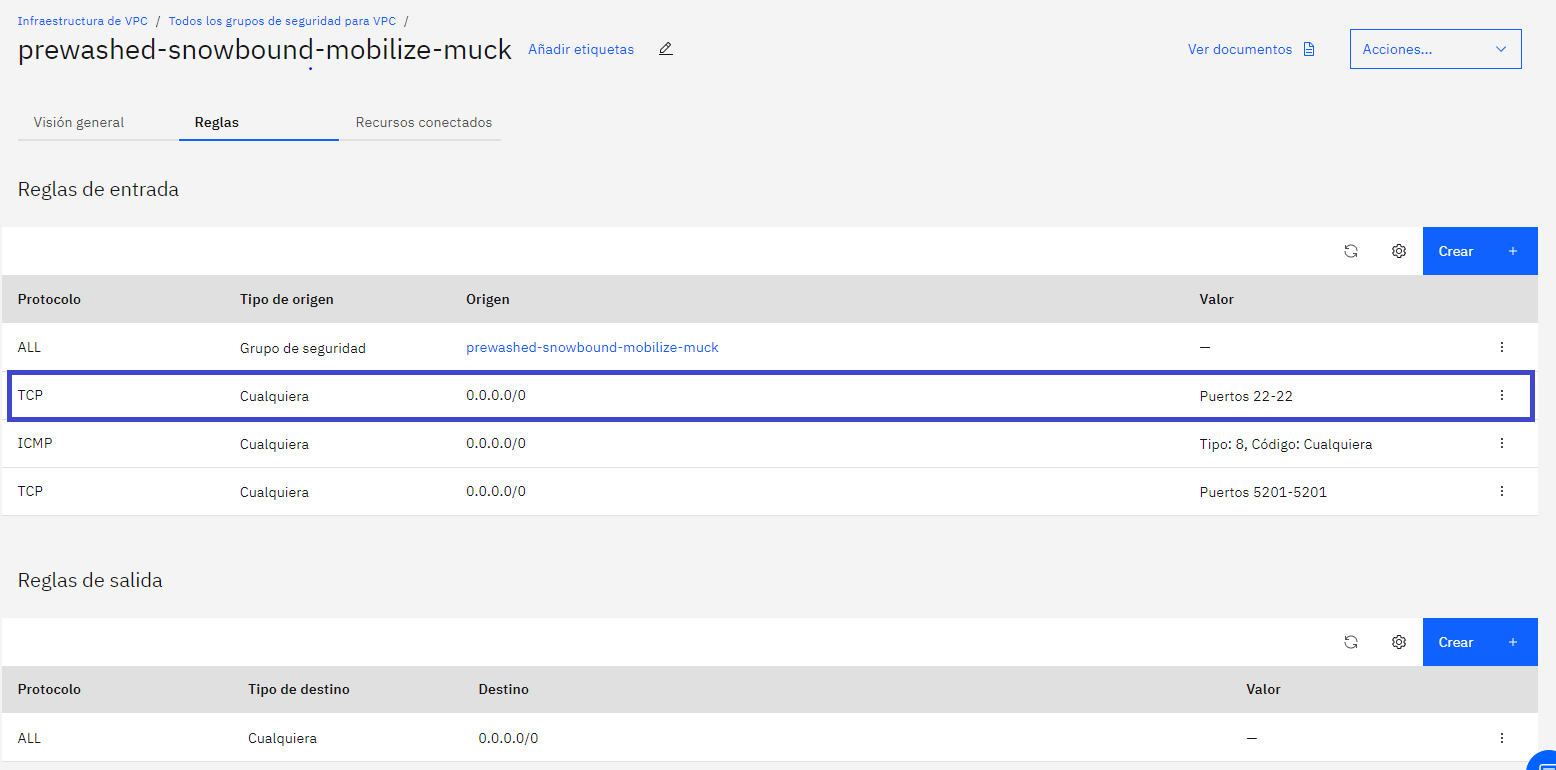 Infraestructura de VPC / Todos los grupos de seguridad para VPC /
prewashed-snowbound-mobilize-muck Añadir etiquetas Ver documentos Acciones...
Visión general Reglas Recursos conectados
Reglas de entrada
Crear +
Protocolo Tipo de origen Origen Valor
ALL Grupo de seguridad prewashed-snowbound-mobilize-muck —
TCP Cualquiera 0.0.0.0/0 Puertos 22-22
ICMP Cualquiera 0.0.0.0/0 Tipo: 8, Código: Cualquiera
TCP Cualquiera 0.0.0.0/0 Puertos 5201-5201
Reglas de salida
Crear +
Protocolo Tipo de destino Destino Valor
ALL Cualquiera 0.0.0.0/0 —